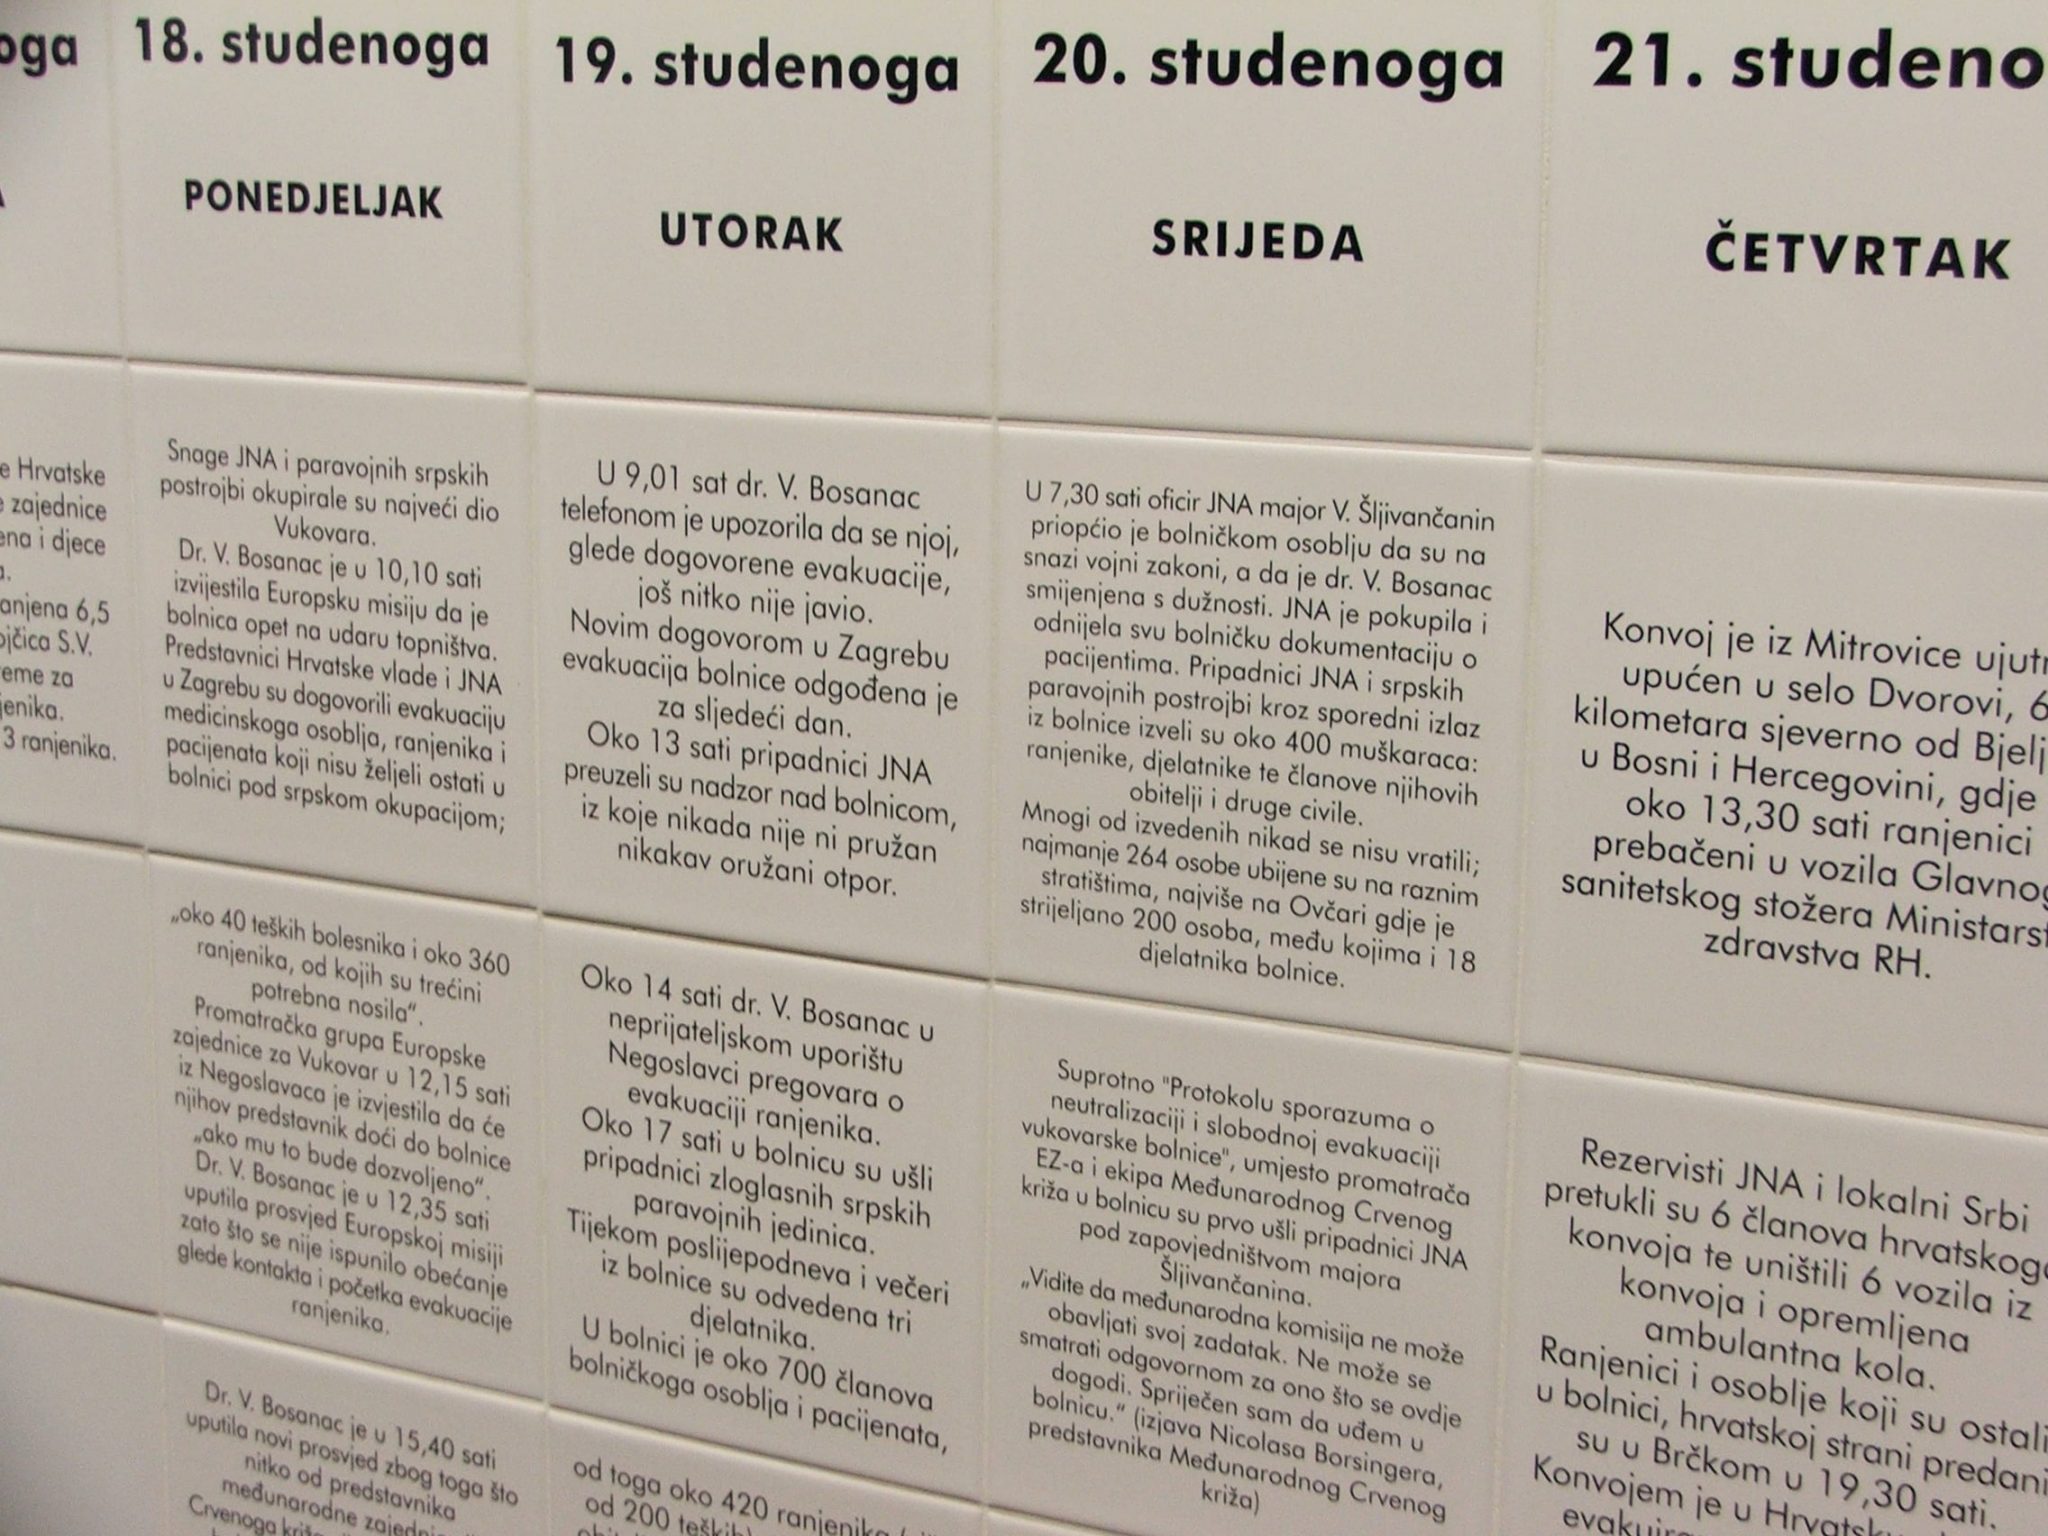 oga
e Hrvatske
e zajednice
ena i djece
a.
anjena 6,5
ojčica S.V.
eme za
jenika.
3 ranjenika.
18. studenoga
PONEDJELJAK
Snage JNA i paravojnih srpskih
postrojbi okupirale su najveći dio
Vukovara.
Dr. V. Bosanac je u 10,10 sati
izvijestila Europsku misiju da je
bolnica opet na udaru topništva.
Predstavnici Hrvatske vlade i JNA
u Zagrebu su dogovorili evakuaciju
medicinskoga osoblja, ranjenika i
pacijenata koji nisu željeli ostati u
bolnici pod srpskom okupacijom;
„oko 40 teških bolesnika i oko 360
ranjenika, od kojih su trećini
potrebna nosila“.
Promatračka grupa Europske
zajednice za Vukovar u 12,15 sati
iz Negoslavaca je izvjestila da će
njihov predstavnik doći do bolnice
„ako mu to bude dozvoljeno“.
Dr. V. Bosanac je u 12,35 sati
uputila prosvjed Europskoj misiji
zato što se nije ispunilo obećanje
glede kontakta i početka evakuacije
ranjenika.
Dr. V. Bosanac je u 15,40 sati
uputila novi prosvjed zbog toga što
nitko od predstavnika
međunarodne zajedni
Crvenoga križa
19. studenoga
UTORAK
U 9,01 sat dr. V. Bosanac
telefonom je upozorila da se njoj,
glede dogovorene evakuacije,
još nitko nije javio.
Novim dogovorom u Zagrebu
evakuacija bolnice odgođena je
za sljedeći dan.
Oko 13 sati pripadnici JNA
preuzeli su nadzor nad bolnicom,
iz koje nikada nije ni pružan
nikakav oružani otpor.
Oko 14 sati dr. V. Bosanac u
neprijateljskom uporištu
Negoslavci pregovara o
evakuaciji ranjenika.
Oko 17 sati u bolnicu su ušli
pripadnici zloglasnih srpskih
paravojnih jedinica.
Tijekom poslijepodneva i večeri
iz bolnice su odvedena tri
djelatnika.
U bolnici je oko 700 članova
bolničkoga osoblja i pacijenata,
od toga oko 420 ranjenika
od 200 teških)
20. studenoga
SRIJEDA
U 7,30 sati oficir JNA major V. Šljivančanin
priopćio je bolničkom osoblju da su na
snazi vojni zakoni, a da je dr. V. Bosanac
smijenjena s dužnosti. JNA je pokupila i
odnijela svu bolničku dokumentaciju o
pacijentima. Pripadnici JNA i srpskih
paravojnih postrojbi kroz sporedni izlaz
iz bolnice izveli su oko 400 muškaraca:
ranjenike, djelatnike te članove njihovih
obitelji i druge civile.
Mnogi od izvedenih nikad se nisu vratili;
najmanje 264 osobe ubijene su na raznim
stratištima, najviše na Ovčari gdje je
strijeljano 200 osoba, među kojima i 18
djelatnika bolnice.
Suprotno "Protokolu sporazuma o
neutralizaciji i slobodnoj evakuaciji
vukovarske bolnice", umjesto promatrača
EZ-a i ekipa Međunarodnog Crvenog
križa u bolnicu su prvo ušli pripadnici JNA
pod zapovjedništvom majora
Šljivančanina.
„Vidite da međunarodna komisija ne može
obavljati svoj zadatak. Ne može se
smatrati odgovornom za ono što se ovdje
dogodi. Spriječen sam da uđem u
bolnicu.“ (izjava Nicolasa Borsingera,
predstavnika Međunarodnog Crvenog
križa)
21. studeno
ČETVRTAK
Konvoj je iz Mitrovice ujutr
upućen u selo Dvorovi, 6
kilometara sjeverno od Bjelj
u Bosni i Hercegovini, gdje
oko 13,30 sati ranjenici
prebačeni u vozila Glavnog
sanitetskog stožera Ministarst
zdravstva RH.
Rezervisti JNA i lokalni Srbi
pretukli su 6 članova hrvatskoga
konvoja te uništili 6 vozila iz
konvoja i opremljena
ambulantna kola.
Ranjenici i osoblje koji su ostali
u bolnici, hrvatskoj strani predani
su u Brčkom u 19,30 sati.
Konvojem je u Hrvatsk
evakuira